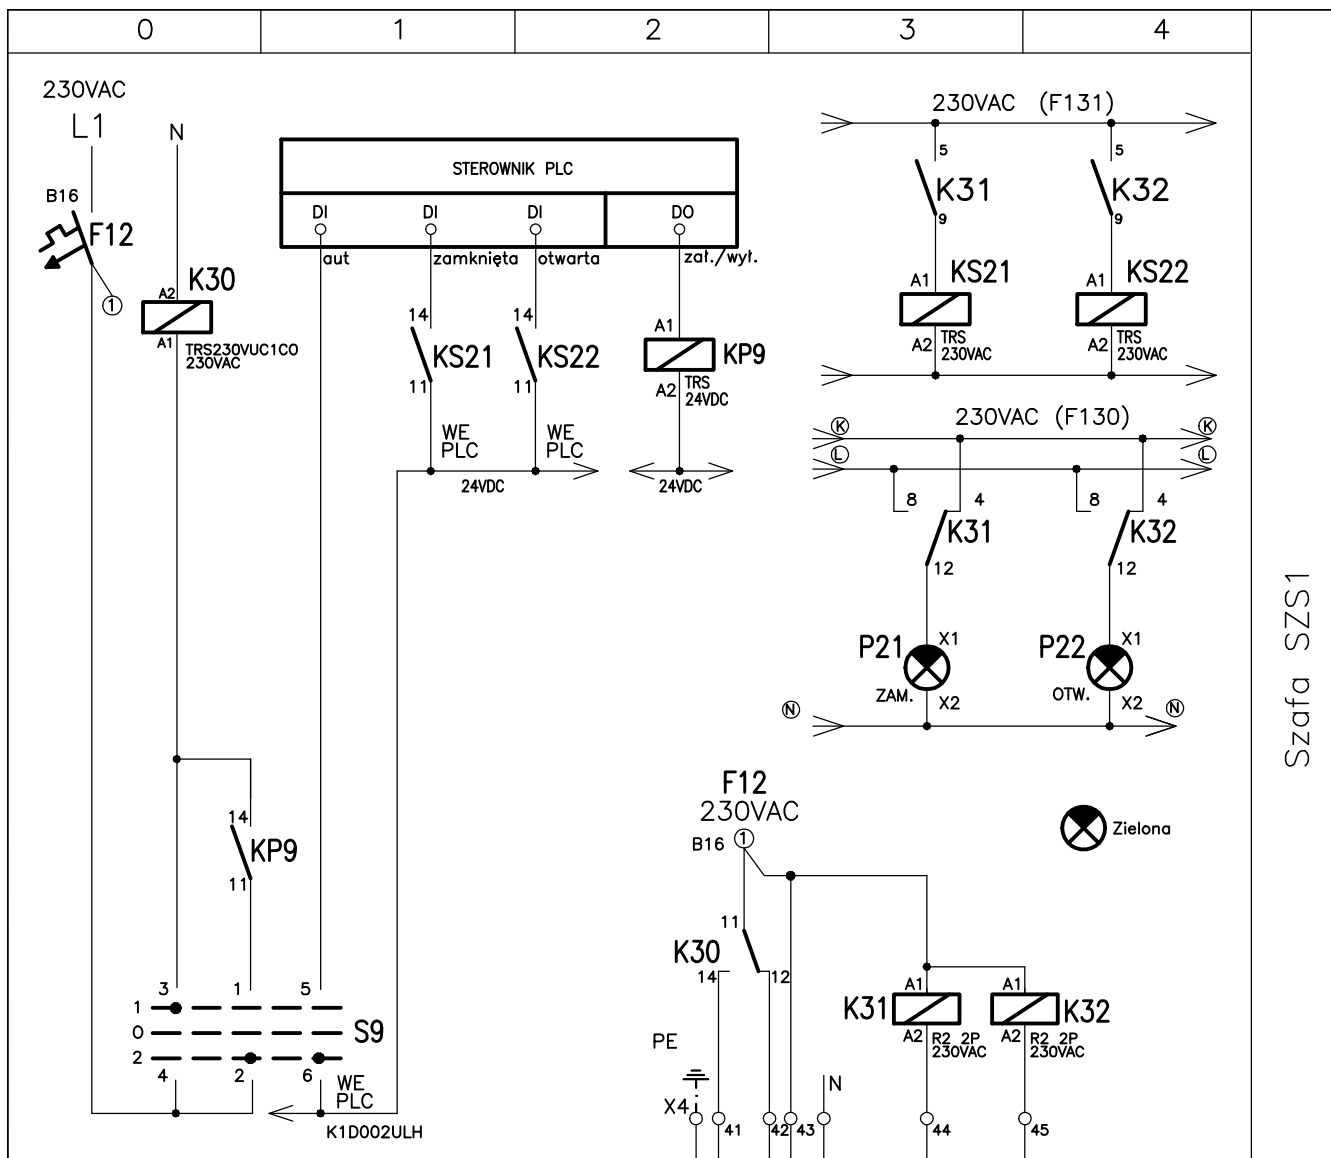 0 1 2 3 4
230VAC
L1
N
B16
F12
1
K30
A2
A1
TRS230VUC1CO
230VAC
STEROWNIK PLC
DI DI DI DO
aut zamknięta otwarta zał./wył.
14 14
KS21 KS22
11 11
WE WE
PLC PLC
24VDC
A1
KP9
A2
TRS
24VDC
24VDC
230VAC (F131)
5 5
K31 K32
9 9
KS21 KS22
A1 A1
A2 A2
TRS TRS
230VAC 230VAC
230VAC (F130)
K K
L L
8 4 8 4
K31 K32
12 12
P21 X1 P22 X1
ZAM. X2 OTW. X2
N N
Zielona
Szafa SZS1
14
KP9
11
3 1 5
1
0 S9
2
4 2 6
WE
PLC
K1D002ULH
F12
230VAC
B16 1
11
K30
14 12
PE
X4
N
A1 A1
K31 K32
A2 A2
R2 2P R2 2P
230VAC 230VAC
41 42 43 44 45